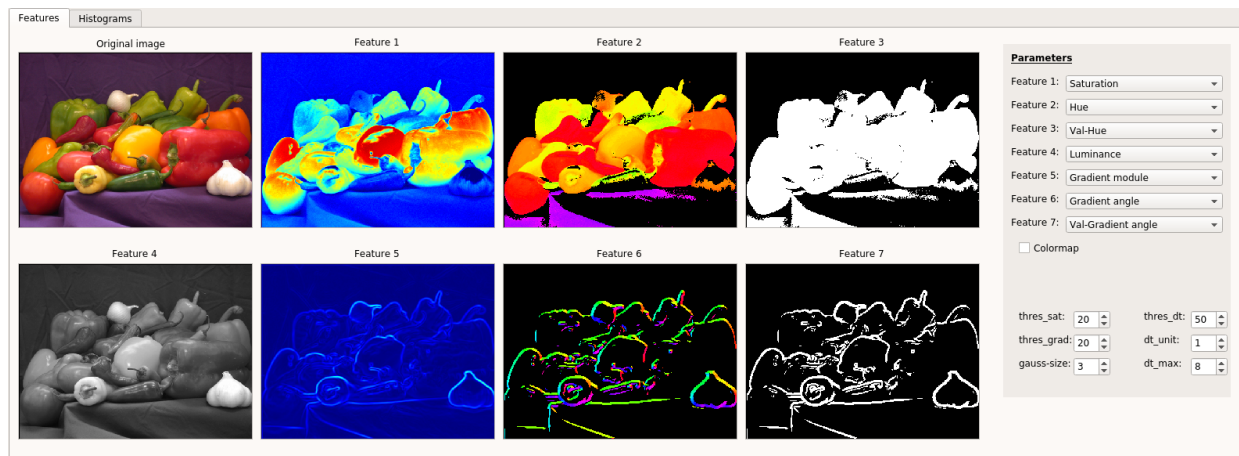 Features
Histograms
Original image
Feature 1
Feature 2
Feature 3
Feature 4
Feature 5
Feature 6
Feature 7
Parameters
Feature 1: Saturation
Feature 2: Hue
Feature 3: Val-Hue
Feature 4: Luminance
Feature 5: Gradient module
Feature 6: Gradient angle
Feature 7: Val-Gradient angle
Colormap
thres_sat: 20 thres_dt: 50
thres_grad: 20 dt_unit: 1
gauss-size: 3 dt_max: 8